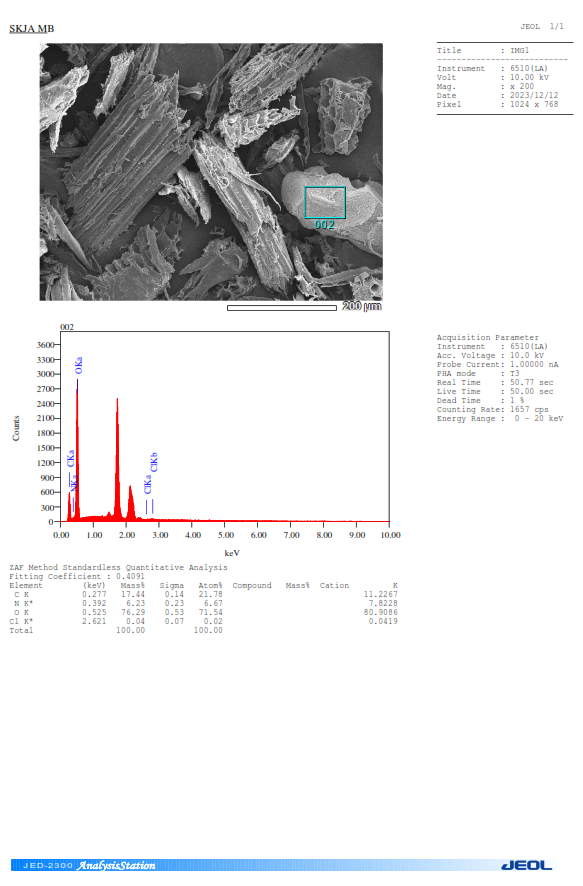 SKJA MB
JEOL 1/1
Title : IMG1
---------------------------
Instrument : 6510(LA)
Volt : 10.00 kV
Mag. : x 200
Date : 2023/12/12
Pixel : 1024 x 768
002
200 µm
002
3600
3300
3000
2700
2400
2100
1800
1500
1200
900
600
300
0
Counts
CKa
NKa
OKa
ClKa
ClKb
0.00 1.00 2.00 3.00 4.00 5.00 6.00 7.00 8.00 9.00 10.00
keV
Acquisition Parameter
Instrument : 6510(LA)
Acc. Voltage : 10.0 kV
Probe Current: 1.00000 nA
PHA mode : T3
Real Time : 50.77 sec
Live Time : 50.00 sec
Dead Time : 1 %
Counting Rate: 1657 cps
Energy Range : 0 - 20 keV
ZAF Method Standardless Quantitative Analysis
Fitting Coefficient : 0.4091
Element (keV) Mass% Sigma Atom% Compound Mass% Cation K
C K 0.277 17.44 0.14 21.78 11.2267
N K* 0.392 6.23 0.23 6.67 7.8228
O K 0.525 76.29 0.53 71.54 80.9086
Cl K* 2.621 0.04 0.07 0.02 0.0419
Total 100.00 100.00
JED-2300 AnalysisStation
JEOL